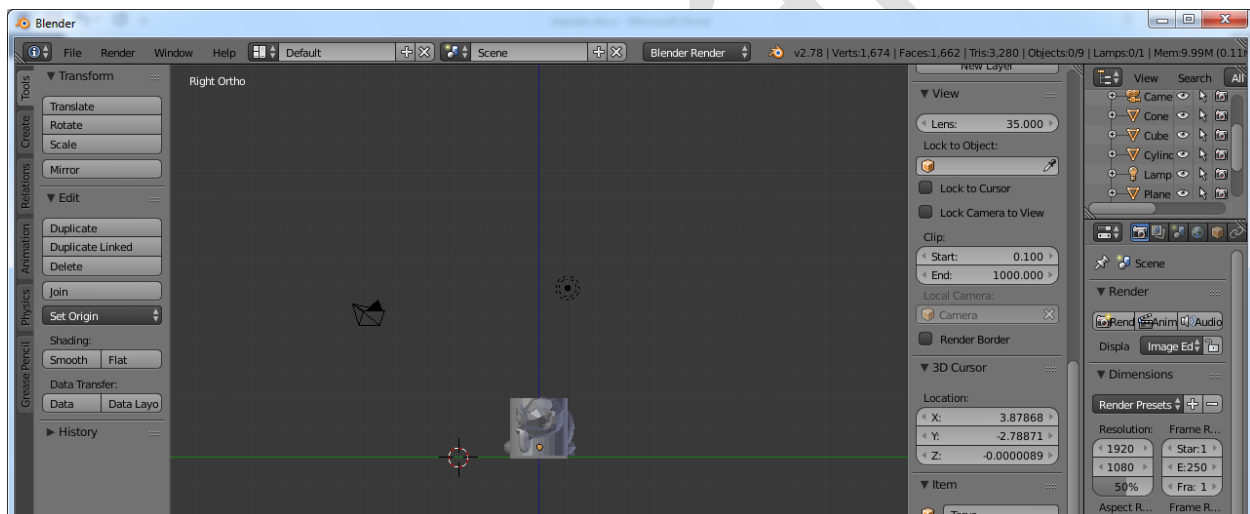 Blender
File Render Window Help Default Scene Blender Render v2.78 | Verts:1,674 | Faces:1,662 | Tris:3,280 | Objects:0/9 | Lamps:0/1 | Mem:9.99M (0.11
Tools
Create
Relations
Animation
Physics
Grease Pencil
Transform
Translate
Rotate
Scale
Mirror
Edit
Duplicate
Duplicate Linked
Delete
Join
Set Origin
Shading:
Smooth Flat
Data Transfer:
Data Data Layo
History
Right Ortho
New Layer
View
Lens: 35.000
Lock to Object:
Lock to Cursor
Lock Camera to View
Clip:
Start: 0.100
End: 1000.000
Local Camera:
Camera
Render Border
3D Cursor
Location:
X: 3.87868
Y: -2.78871
Z: -0.0000089
Item
View Search All
Came
Cone
Cube
Cylinc
Lamp
Plane
Scene
Render
Rend Anim Audio
Displa Image Ed
Dimensions
Render Presets
Resolution: Frame R...
1920 Star:1
1080 E:250
50% Fra: 1
Aspect R... Frame R...